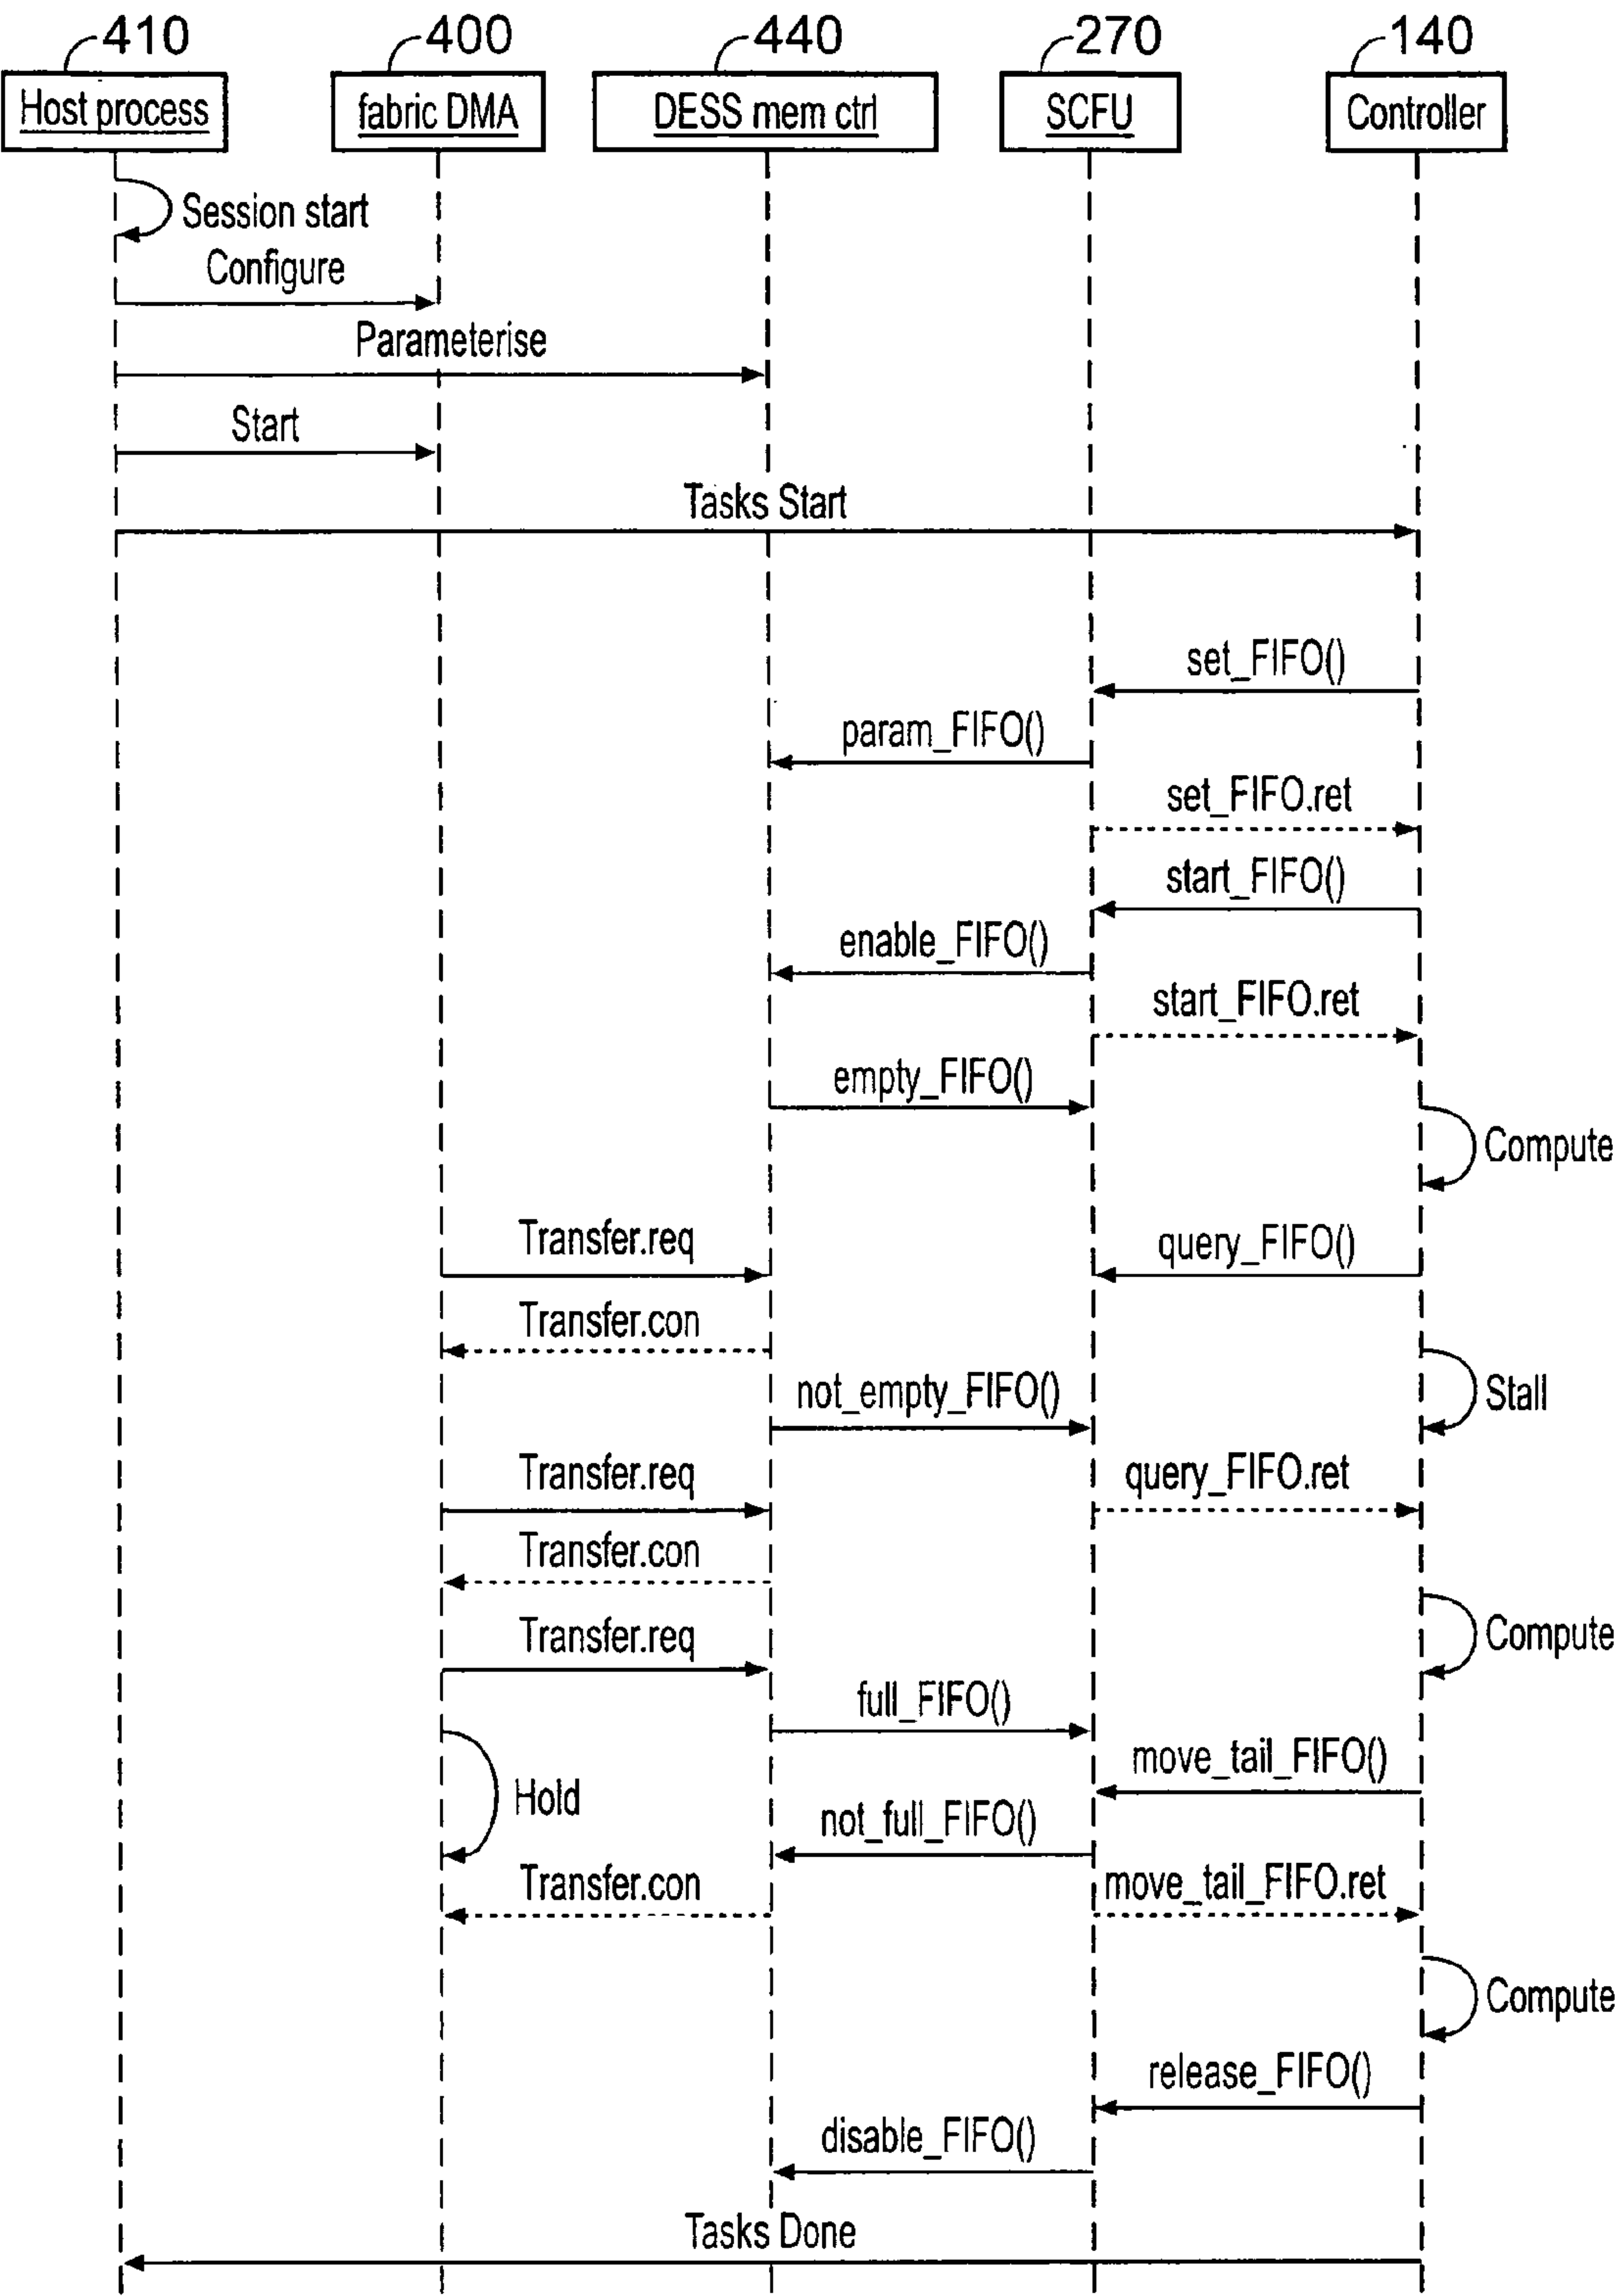 410 400 440 270 140
Host process fabric DMA DESS mem ctrl SCFU Controller
Session start
Configure
Parameterise
Start
Tasks Start
set_FIFO()
param_FIFO()
set_FIFO.ret
start_FIFO()
enable_FIFO()
start_FIFO.ret
empty_FIFO()
Compute
Transfer.req query_FIFO()
Transfer.con
not_empty_FIFO() Stall
Transfer.req query_FIFO.ret
Transfer.con
Transfer.req Compute
full_FIFO()
move_tail_FIFO()
Hold not_full_FIFO()
Transfer.con move_tail_FIFO.ret
Compute
release_FIFO()
disable_FIFO()
Tasks Done